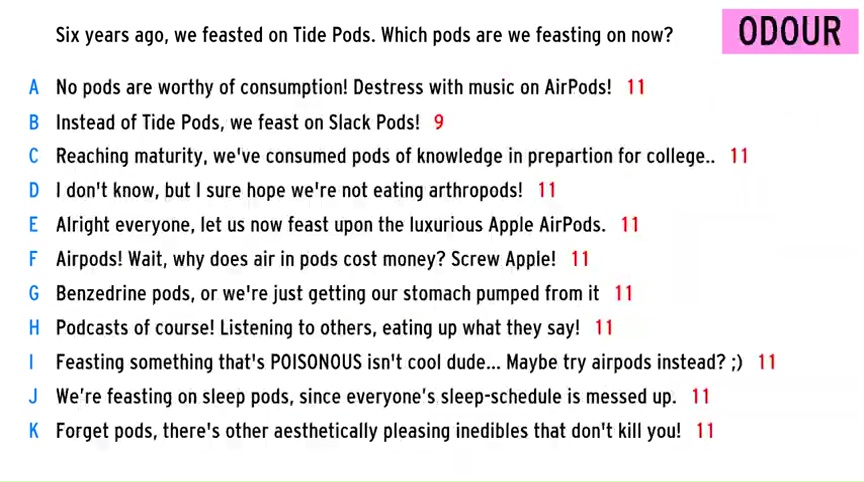 Six years ago, we feasted on Tide Pods. Which pods are we feasting on now?
ODOUR
A No pods are worthy of consumption! Destress with music on AirPods! 11
B Instead of Tide Pods, we feast on Slack Pods! 9
C Reaching maturity, we've consumed pods of knowledge in prepartion for college.. 11
D I don't know, but I sure hope we're not eating arthropods! 11
E Alright everyone, let us now feast upon the luxurious Apple AirPods. 11
F Airpods! Wait, why does air in pods cost money? Screw Apple! 11
G Benzedrine pods, or we're just getting our stomach pumped from it 11
H Podcasts of course! Listening to others, eating up what they say! 11
I Feasting something that's POISONOUS isn't cool dude... Maybe try airpods instead? ;) 11
J We're feasting on sleep pods, since everyone's sleep-schedule is messed up. 11
K Forget pods, there's other aesthetically pleasing inedibles that don't kill you! 11